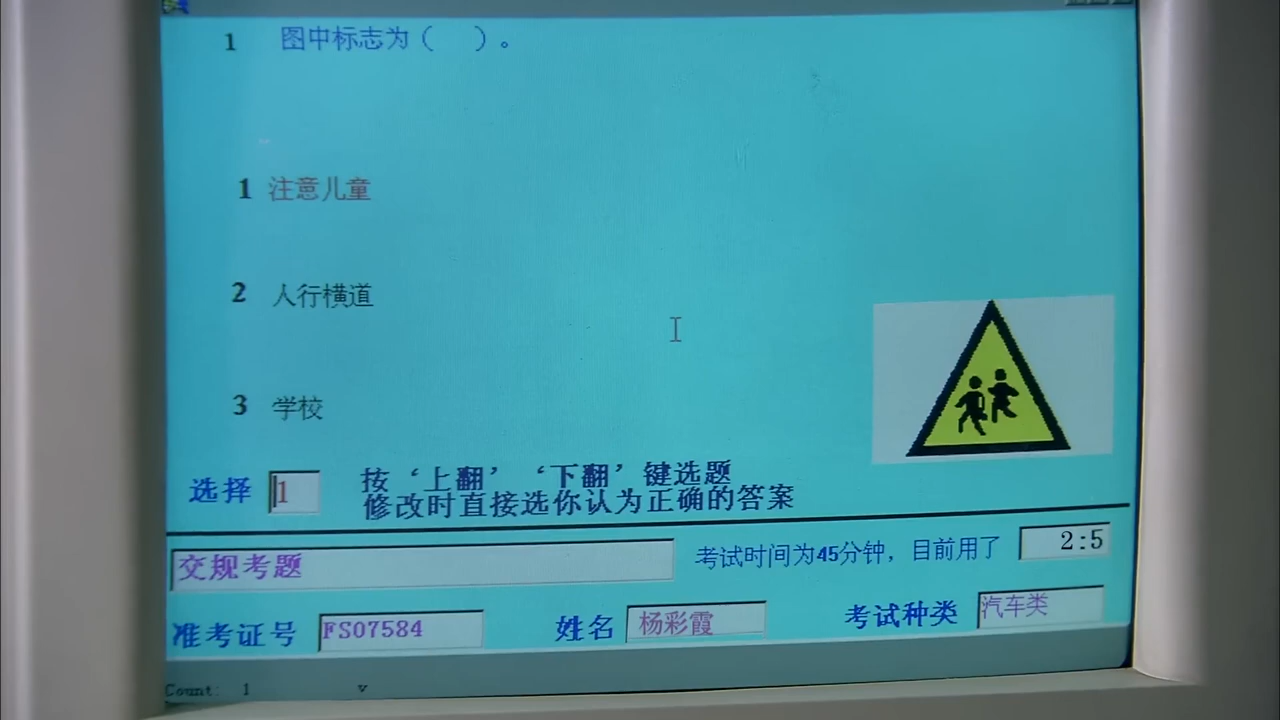 1 图中标志为（ ）。
1 注意儿童
2 人行横道
3 学校
选择 1 按‘上翻’‘下翻’键选题
修改时直接选你认为正确的答案
交规考题 考试时间为45分钟，目前用了 2:5
准考证号 FS07584 姓名 杨彩霞 考试种类 汽车类
Count: 1